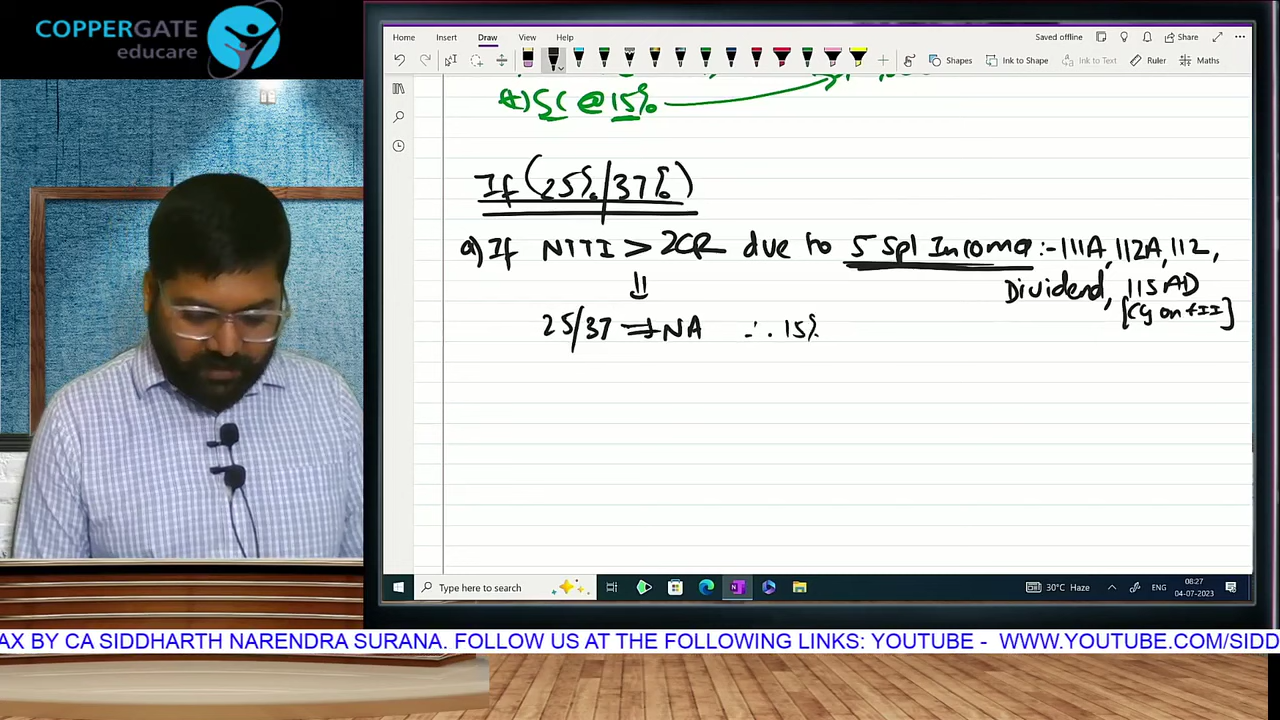 COPPERGATE
educare
Home Insert Draw View Help
Saved offline
Share
Shapes
Ink to Shape
Ink to Text
Ruler
Maths
4) SC @ 15%
If (25%/37%)
a) If NTTI > 2CR due to 5 Spl Income :- 111A, 112A, 112,
Dividend, 115AD
[CG on FII]
25/37 ⇒ NA ∴ 15%
Type here to search
30°C Haze
ENG
08:27
04-07-2023
AX BY CA SIDDHARTH NARENDRA SURANA. FOLLOW US AT THE FOLLOWING LINKS: YOUTUBE - WWW.YOUTUBE.COM/SIDD